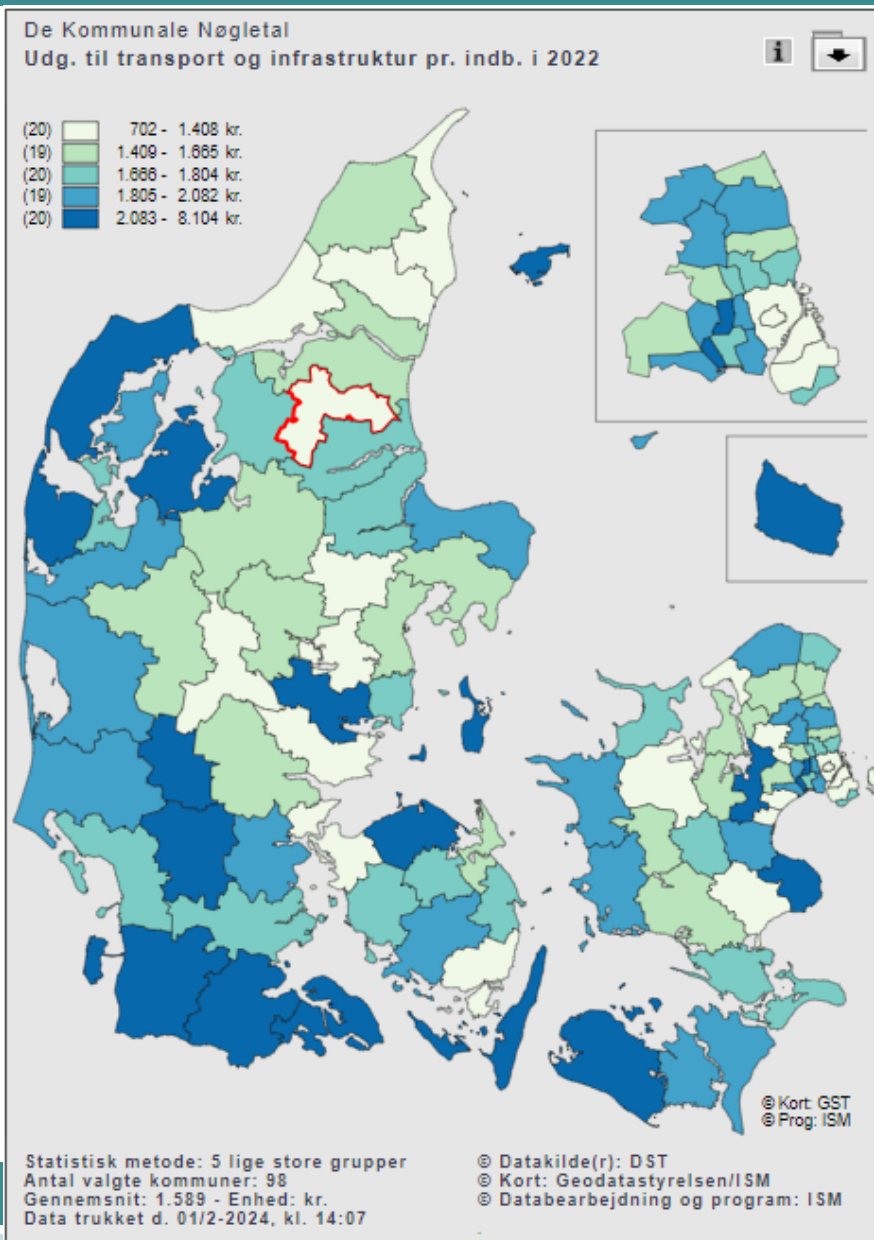 De Kommunale Nøgletal
Udg. til transport og infrastruktur pr. indb. i 2022
i
(20) 702 - 1.408 kr.
(19) 1.409 - 1.665 kr.
(20) 1.666 - 1.804 kr.
(19) 1.805 - 2.082 kr.
(20) 2.083 - 8.104 kr.
© Kort: GST
© Prog: ISM
Statistisk metode: 5 lige store grupper
Antal valgte kommuner: 98
Gennemsnit: 1.589 - Enhed: kr.
Data trukket d. 01/2-2024, kl. 14:07
© Datakilde(r): DST
© Kort: Geodatastyrelsen/ISM
© Databearbejdning og program: ISM